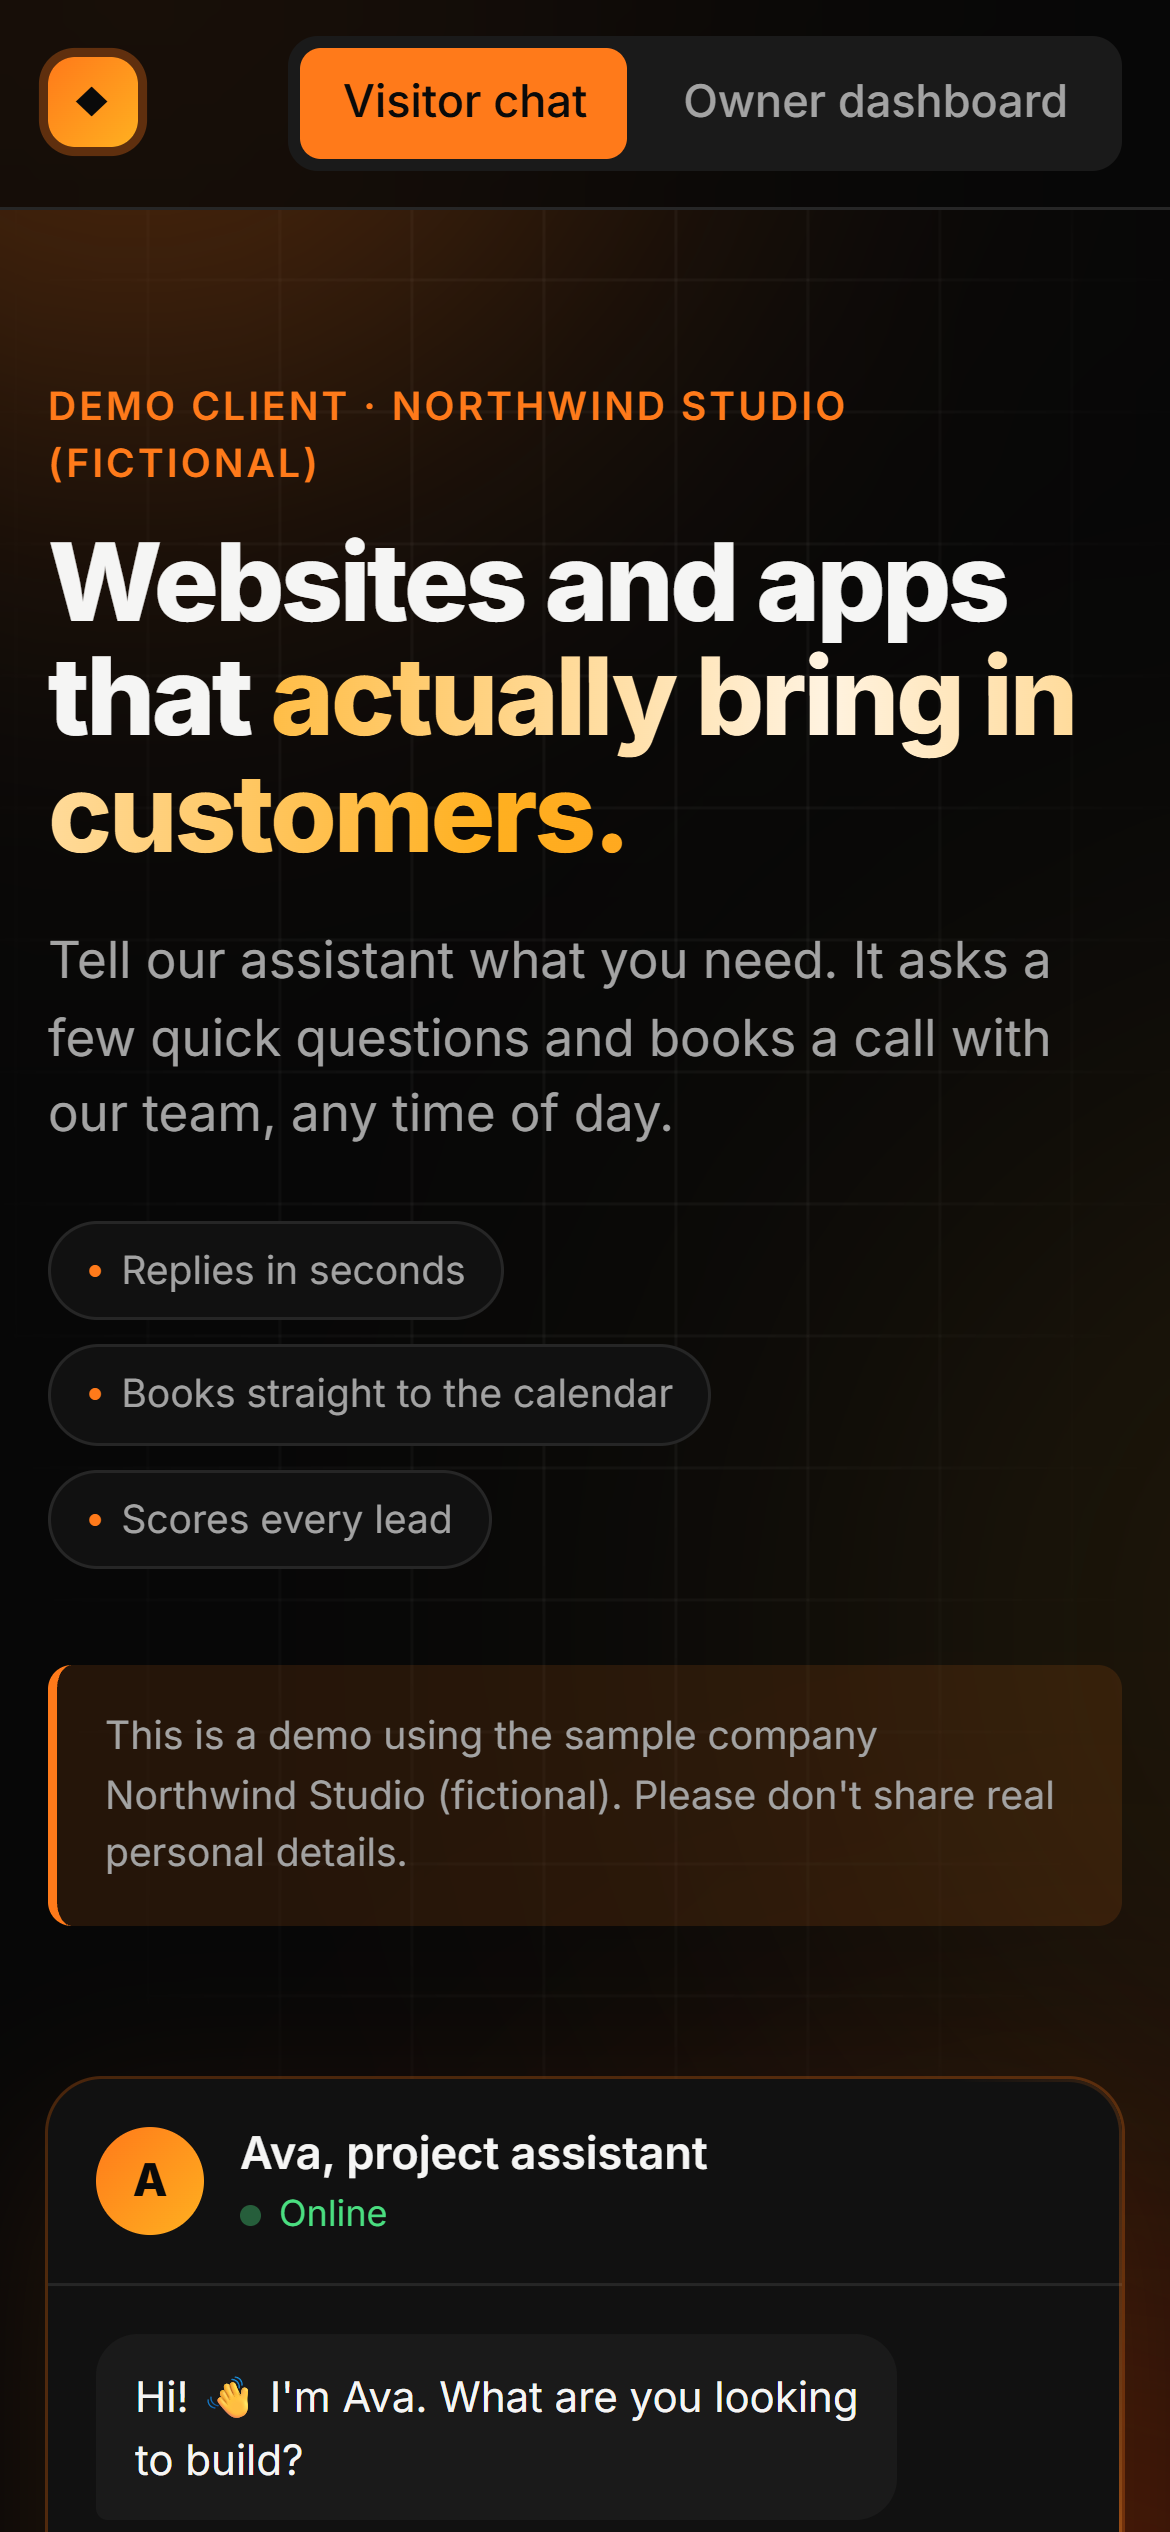 Visitor chat
Owner dashboard
DEMO CLIENT · NORTHWIND STUDIO
(FICTIONAL)
Websites and apps
that actually bring in
customers.
Tell our assistant what you need. It asks a
few quick questions and books a call with
our team, any time of day.
• Replies in seconds
• Books straight to the calendar
• Scores every lead
This is a demo using the sample company
Northwind Studio (fictional). Please don't share real
personal details.
A
Ava, project assistant
Online
Hi! 👋 I'm Ava. What are you looking
to build?